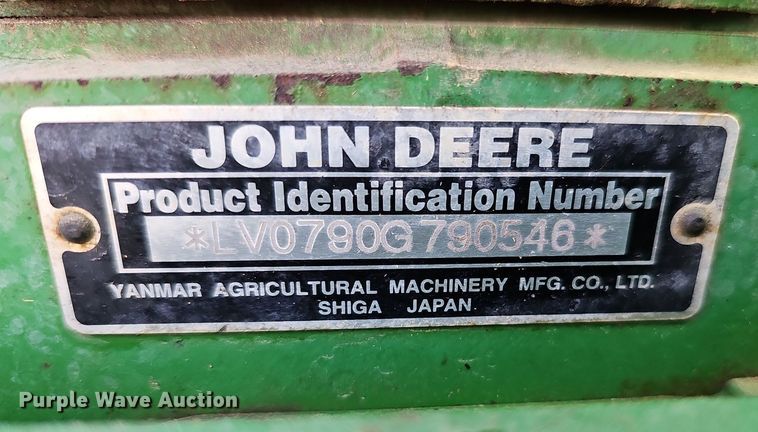 JOHN DEERE
Product Identification Number
*LV0790G790546*
YANMAR AGRICULTURAL MACHINERY MFG. CO., LTD.
SHIGA JAPAN
Purple Wave Auction